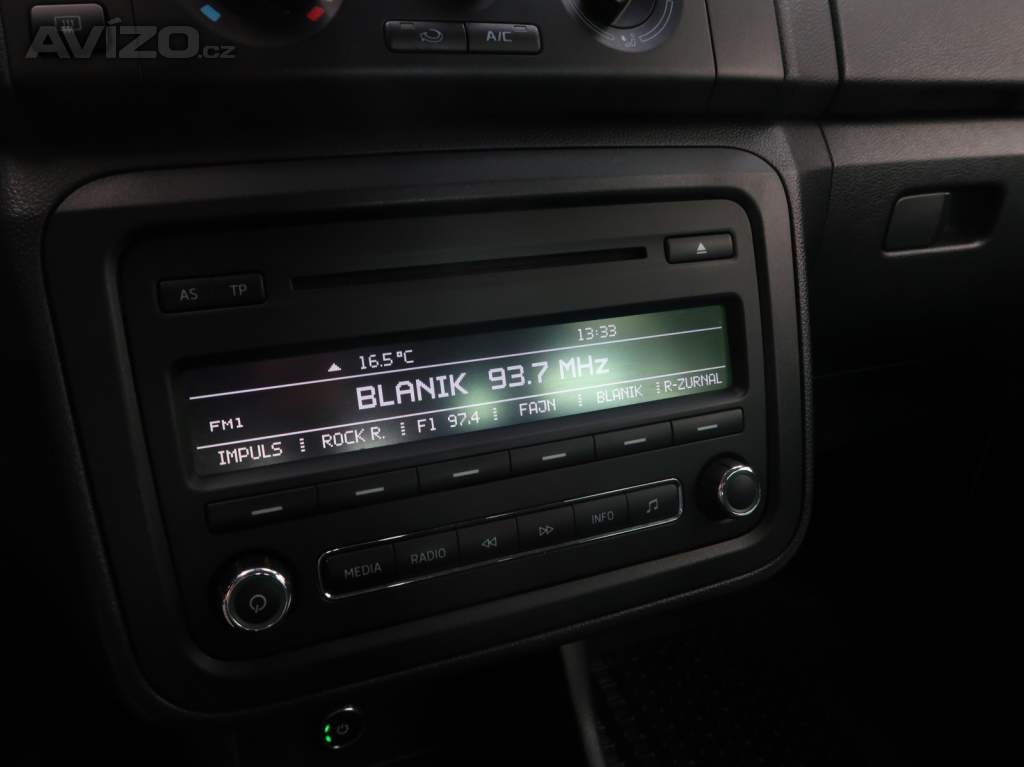 AVÍZO.cz
A/C
AS TP
▲ 16.5°C 13:33
BLANIK 93.7 MHz
FM1
IMPULS ROCK R. F1 97.4 FAJN BLANIK R-ZURNAL
MEDIA RADIO INFO